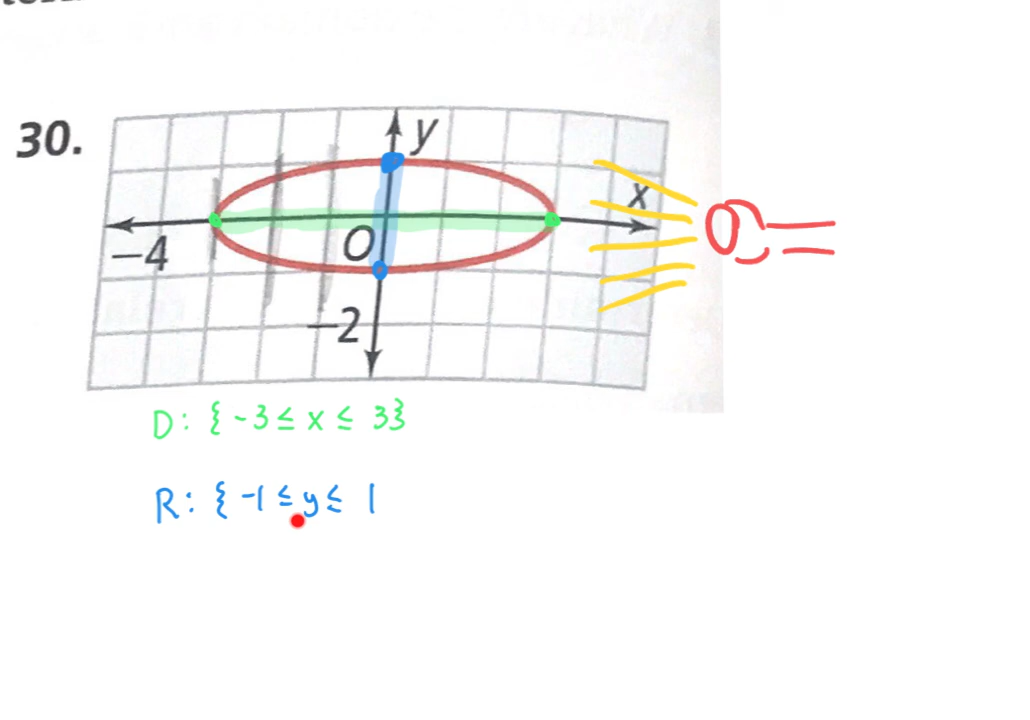 30.
y
x
-4
O
-2
D: { -3 ≤ x ≤ 3}
R: { -1 ≤ y ≤ 1